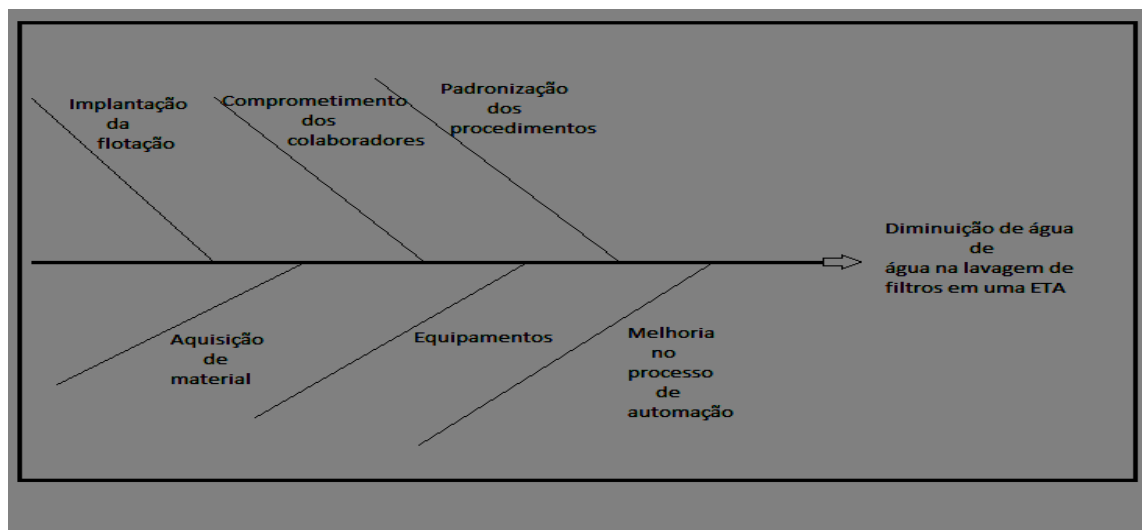 Implantação
da
flotação
Comprometimento
dos
colaboradores
Padronização
dos
procedimentos
Diminuição de água
de
água na lavagem de
filtros em uma ETA
Aquisição
de
material
Equipamentos
Melhoria
no
processo
de
automação